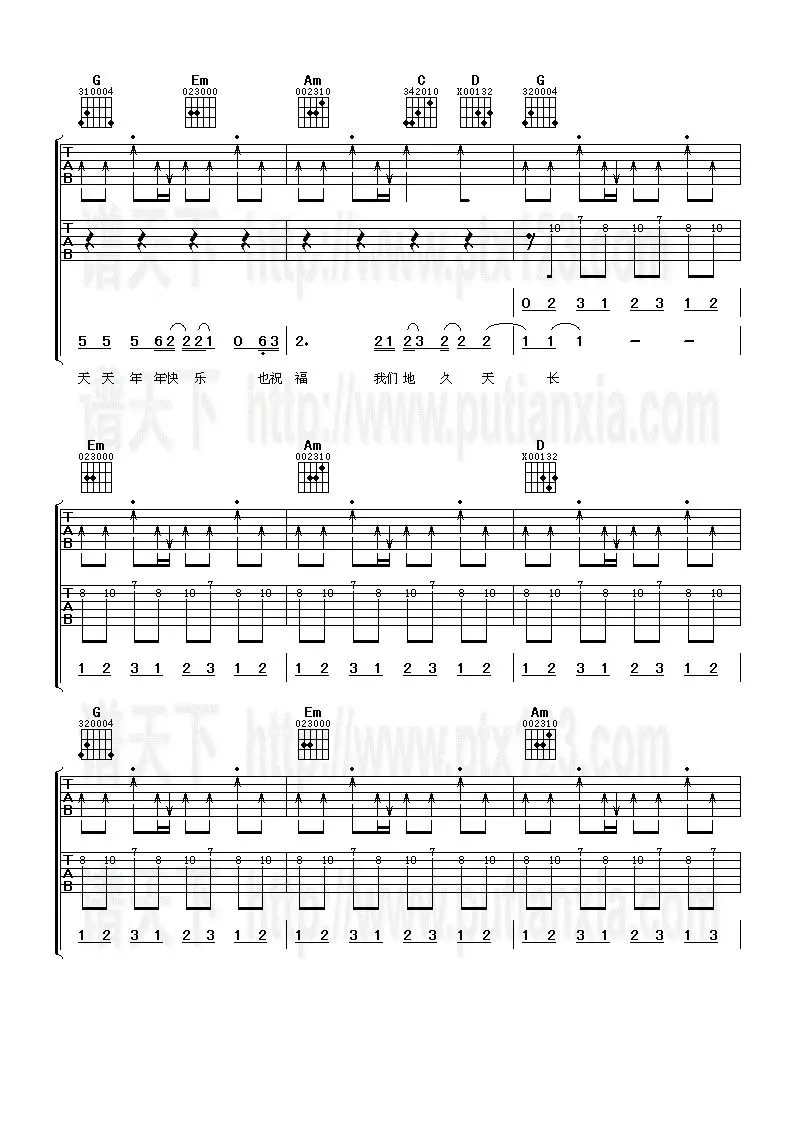 G Em Am C D G
310004 023000 002310 342010 X00132 320004
T A B
T A B 10 7 8 10 7 8 10
0 2 3 1 2 3 1 2
5 5 5 6 2 2 2 1 0 6 3 2. 2 1 2 3 2 2 2 1 1 1 – –
天 天 年 年 快 乐 也 祝 福 我们 地 久 天 长
谱天下 http://www.ptx123.com
谱天下 http://www.putianxia.com
Em Am D
023000 002310 X00132
T A B
T A B 8 10 7 8 10 7 8 10 8 10 7 8 10 7 8 10 8 10 7 8 10 7 8 10
1 2 3 1 2 3 1 2 1 2 3 1 2 3 1 2 1 2 3 1 2 3 1 2
G Em Am
320004 023000 002310
谱天下 http://www.ptx123.com
T A B
T A B 8 10 7 8 10 7 8 10 8 10 7 8 10 7 8 10 8 10 7 8 10 7 8 7
谱天下 http://www.putianxia.com
1 2 3 1 2 3 1 2 1 2 3 1 2 3 1 2 1 2 3 1 2 3 1 3